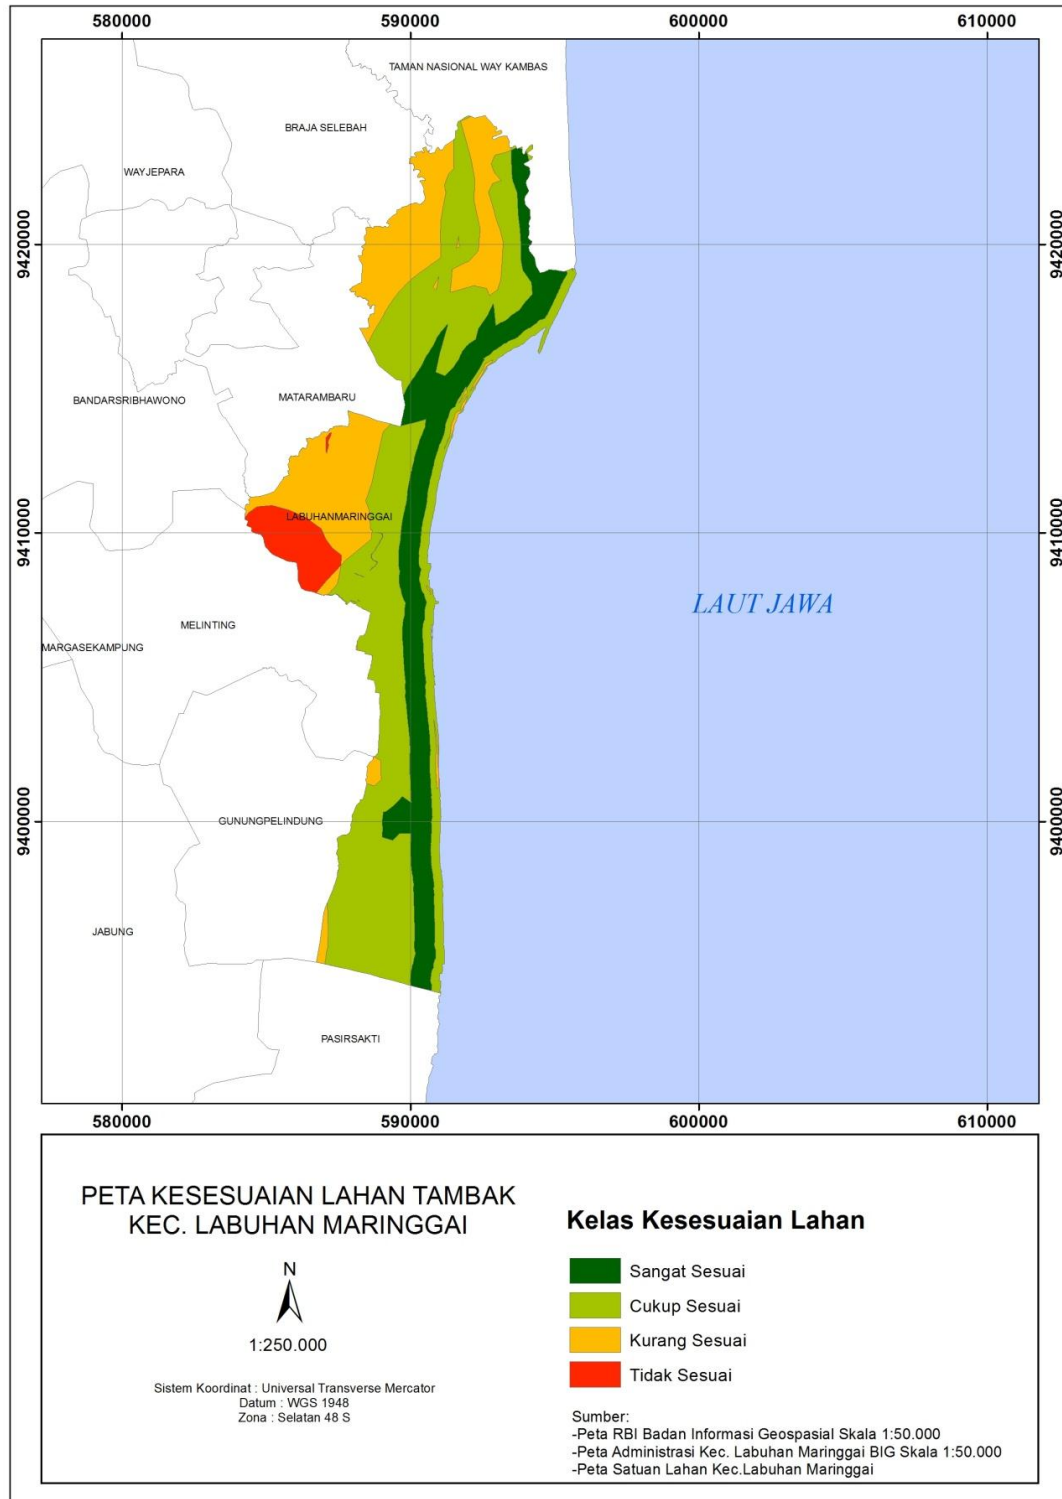 580000 590000 600000 610000
TAMAN NASIONAL WAY KAMBAS
BRAJA SELEBAH
WAYJEPARA
9420000 9420000
BANDARSRIBHAWONO
MATARAMBARU
LABUHANMARINGGAI
9410000 9410000
LAUT JAWA
MELINTING
MARGASEKAMPUNG
9400000 9400000
GUNUNGPELINDUNG
JABUNG
PASIRSAKTI
580000 590000 600000 610000
PETA KESESUAIAN LAHAN TAMBAK
KEC. LABUHAN MARINGGAI
N
1:250.000
Sistem Koordinat : Universal Transverse Mercator
Datum : WGS 1948
Zona : Selatan 48 S
Kelas Kesesuaian Lahan
Sangat Sesuai
Cukup Sesuai
Kurang Sesuai
Tidak Sesuai
Sumber:
-Peta RBI Badan Informasi Geospasial Skala 1:50.000
-Peta Administrasi Kec. Labuhan Maringgai BIG Skala 1:50.000
-Peta Satuan Lahan Kec.Labuhan Maringgai